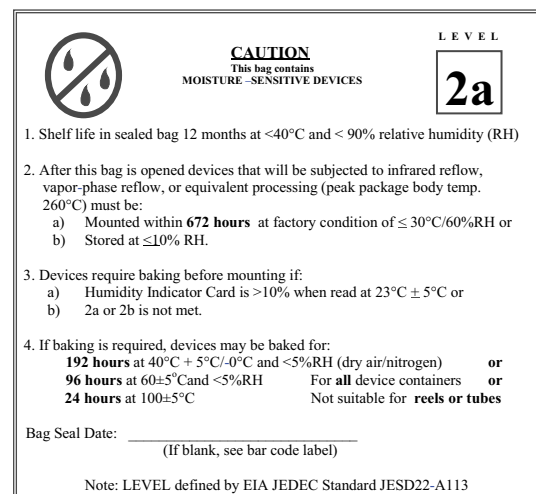 LEVEL
CAUTION
This bag contains
MOISTURE –SENSITIVE DEVICES
2a
1. Shelf life in sealed bag 12 months at <40°C and < 90% relative humidity (RH)
2. After this bag is opened devices that will be subjected to infrared reflow,
vapor-phase reflow, or equivalent processing (peak package body temp.
260°C) must be:
a) Mounted within 672 hours at factory condition of ≤ 30°C/60%RH or
b) Stored at ≤10% RH.
3. Devices require baking before mounting if:
a) Humidity Indicator Card is >10% when read at 23°C ± 5°C or
b) 2a or 2b is not met.
4. If baking is required, devices may be baked for:
192 hours at 40°C + 5°C/-0°C and <5%RH (dry air/nitrogen) or
96 hours at 60±5°Cand <5%RH For all device containers or
24 hours at 100±5°C Not suitable for reels or tubes
Bag Seal Date: ______________________________
(If blank, see bar code label)
Note: LEVEL defined by EIA JEDEC Standard JESD22-A113